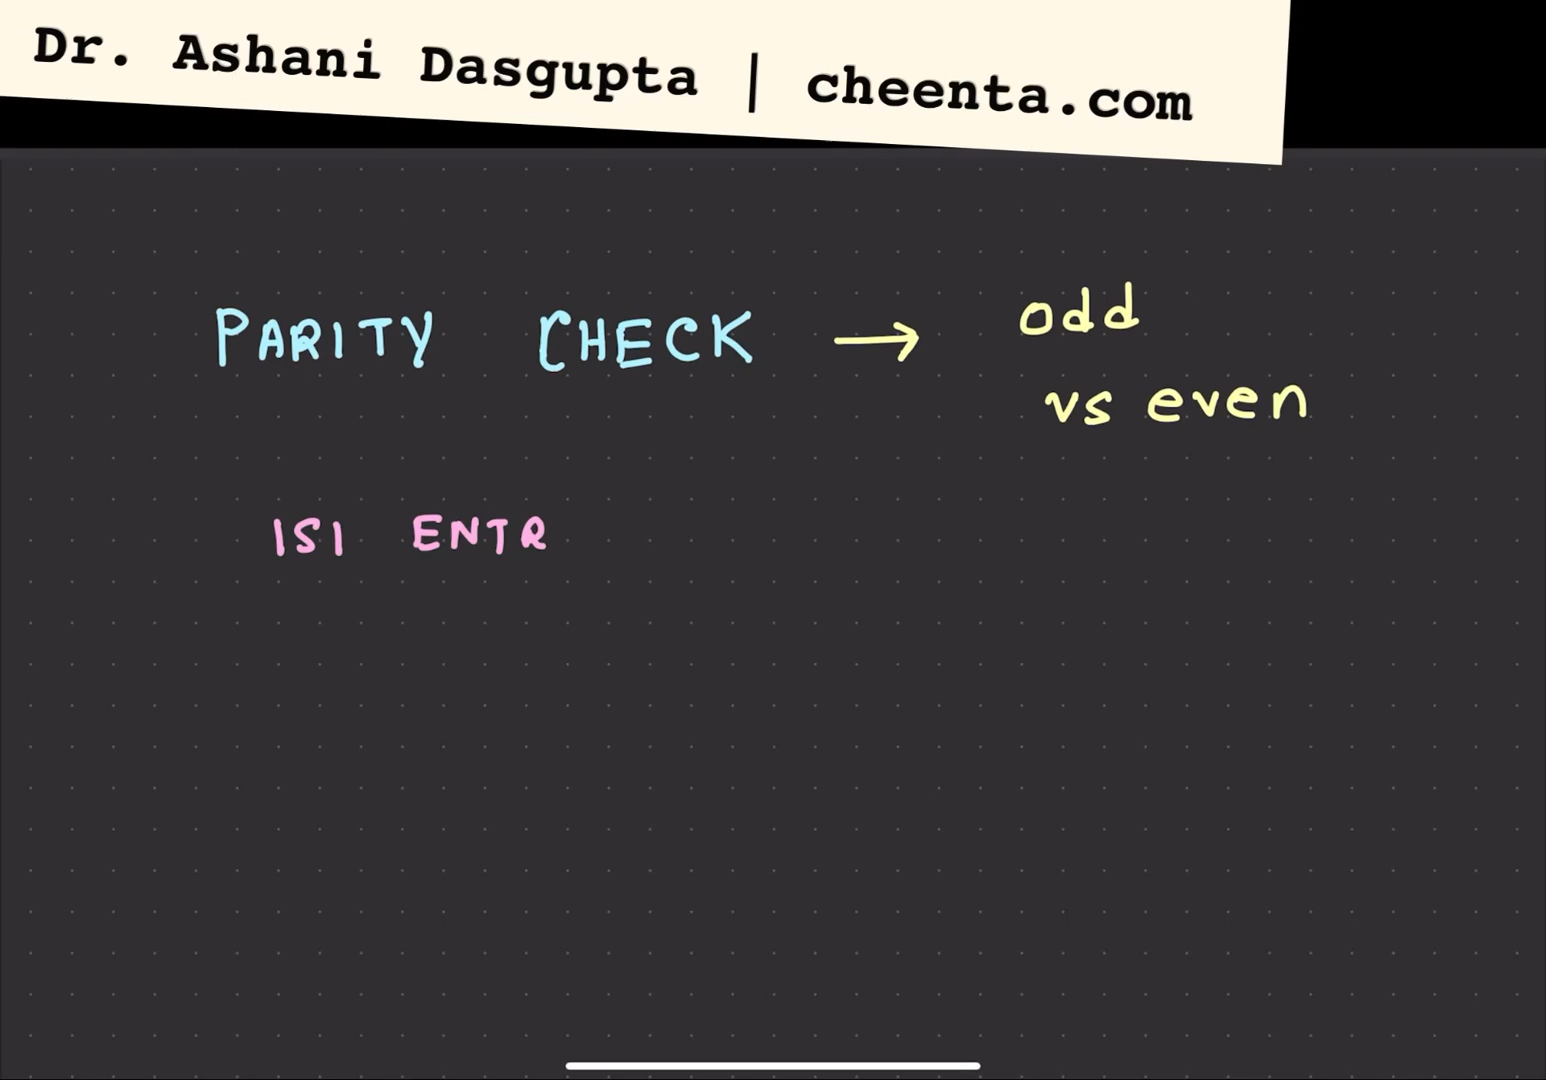 Dr. Ashani Dasgupta | cheenta.com
PARITY CHECK → odd
vs even
ISI ENTR